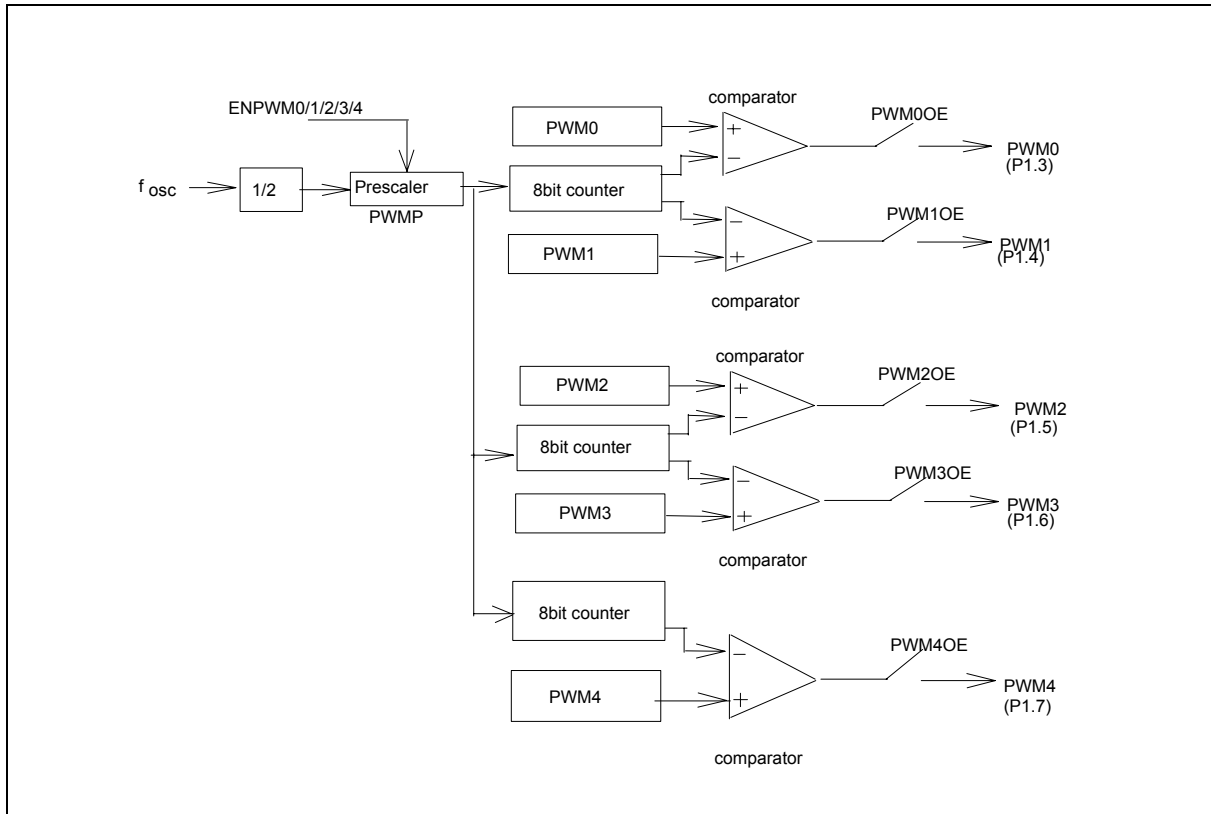 comparator
ENPWM0/1/2/3/4
PWM0OE
PWM0
+
PWM0
(P1.3)
–
f osc
1/2
Prescaler
8bit counter
PWMP
PWM1OE
–
PWM1
(P1.4)
PWM1
+
comparator
comparator
PWM2OE
PWM2
+
PWM2
(P1.5)
–
8bit counter
PWM3OE
–
PWM3
(P1.6)
PWM3
+
comparator
8bit counter
PWM4OE
–
PWM4
(P1.7)
PWM4
+
comparator